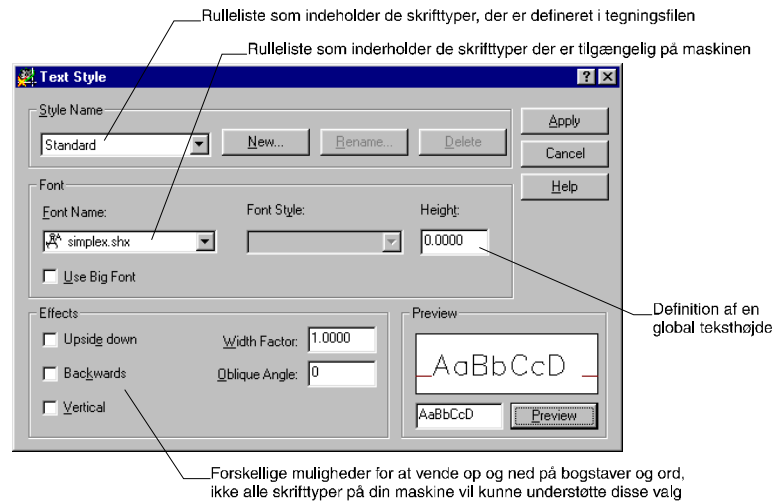 Rulleliste som indeholder de skrifttyper, der er defineret i tegningsfilen
Rulleliste som inderholder de skrifttyper der er tilgængelig på maskinen
Text Style
Style Name
Standard
New...
Rename...
Delete
Apply
Cancel
Help
Font
Font Name:
Font Style:
Height:
simplex.shx
0.0000
Use Big Font
Effects
Upside down
Width Factor:
1.0000
Backwards
Oblique Angle:
0
Vertical
Preview
AaBbCcD
AaBbCcD
Preview
Definition af en
global teksthøjde
Forskellige muligheder for at vende op og ned på bogstaver og ord,
ikke alle skrifttyper på din maskine vil kunne understøtte disse valg